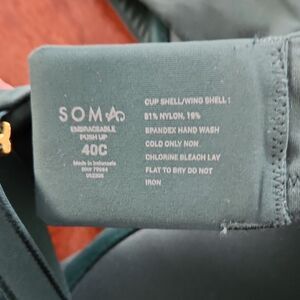 SOMA
EMBRACEABLE
PUSH UP
40C
Made in Indonesia
CUP SHELL/WING SHELL :
81% NYLON, 19%
SPANDEX HAND WASH
COLD ONLY NON
CHLORINE BLEACH LAY
FLAT TO DRY DO NOT
IRON